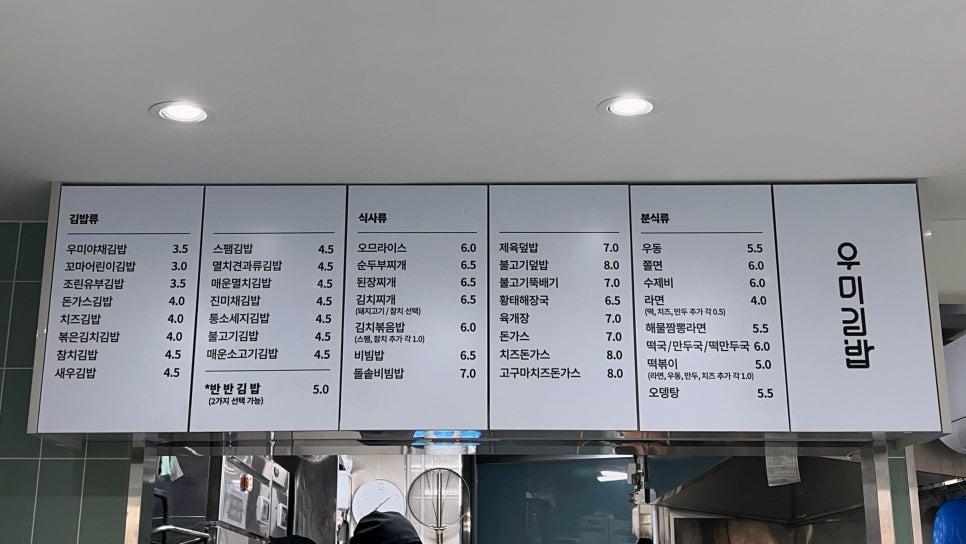 김밥류
우미야채김밥 3.5
꼬마어린이김밥 3.0
조린유부김밥 3.5
돈가스김밥 4.0
치즈김밥 4.0
볶은김치김밥 4.0
참치김밥 4.5
새우김밥 4.5
스팸김밥 4.5
멸치견과류김밥 4.5
매운멸치김밥 4.5
진미채김밥 4.5
통소세지김밥 4.5
불고기김밥 4.5
매운소고기김밥 4.5
*반 반 김 밥 5.0
(2가지 선택 가능)
식사류
오므라이스 6.0
순두부찌개 6.5
된장찌개 6.5
김치찌개 6.5
(돼지고기 / 참치 선택)
김치볶음밥 6.0
(스팸, 참치 추가 각 1.0)
비빔밥 6.5
돌솥비빔밥 7.0
제육덮밥 7.0
불고기덮밥 8.0
불고기뚝배기 7.0
황태해장국 6.5
육개장 7.0
돈가스 7.0
치즈돈가스 8.0
고구마치즈돈가스 8.0
분식류
우동 5.5
쫄면 6.0
수제비 6.0
라면 4.0
(떡, 치즈, 만두 추가 각 0.5)
해물짬뽕라면 5.5
떡국/만두국/떡만두국 6.0
떡볶이 5.0
(라면, 우동, 만두, 치즈 추가 각 1.0)
오뎅탕 5.5
우미김밥